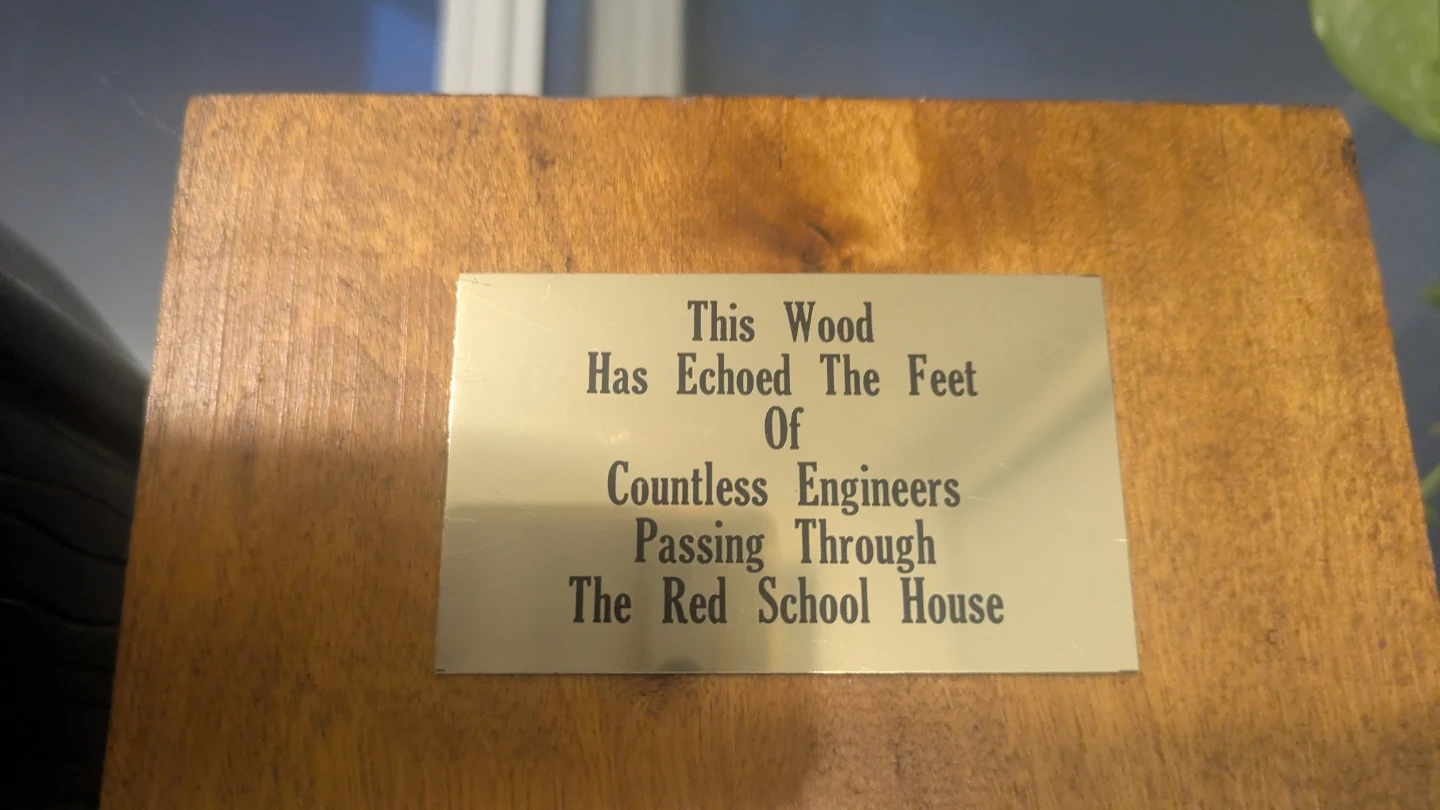 This Wood
Has Echoed The Feet
Of
Countless Engineers
Passing Through
The Red School House